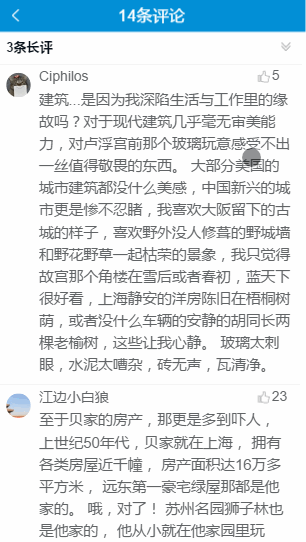 14条评论
3条长评
Ciphilos
5
建筑...是因为我深陷生活与工作里的缘
故吗？对于现代建筑几乎毫无审美能
力，对卢浮宫前那个玻璃玩意感受不出
一丝值得敬畏的东西。 大部分美国的
城市建筑都没什么美感，中国新兴的城
市更是惨不忍睹，我喜欢大阪留下的古
城的样子，喜欢野外没人修葺的野城墙
和野花野草一起枯荣的景象，我只觉得
故宫那个角楼在雪后或者春初，蓝天下
很好看，上海静安的洋房陈旧在梧桐树
荫，或者没什么车辆的安静的胡同长两
棵老榆树，这些让我心静。 玻璃太刺
眼，水泥太嘈杂，砖无声，瓦清净。
江边小白狼
23
至于贝家的房产，那更是多到吓人，
上世纪50年代，贝家就在上海， 拥有
各类房屋近千幢， 房产面积达16万多
平方米， 远东第一豪宅绿屋那都是他
家的。 哦，对了！ 苏州名园狮子林也
是他家的， 他从小就在他家园里玩